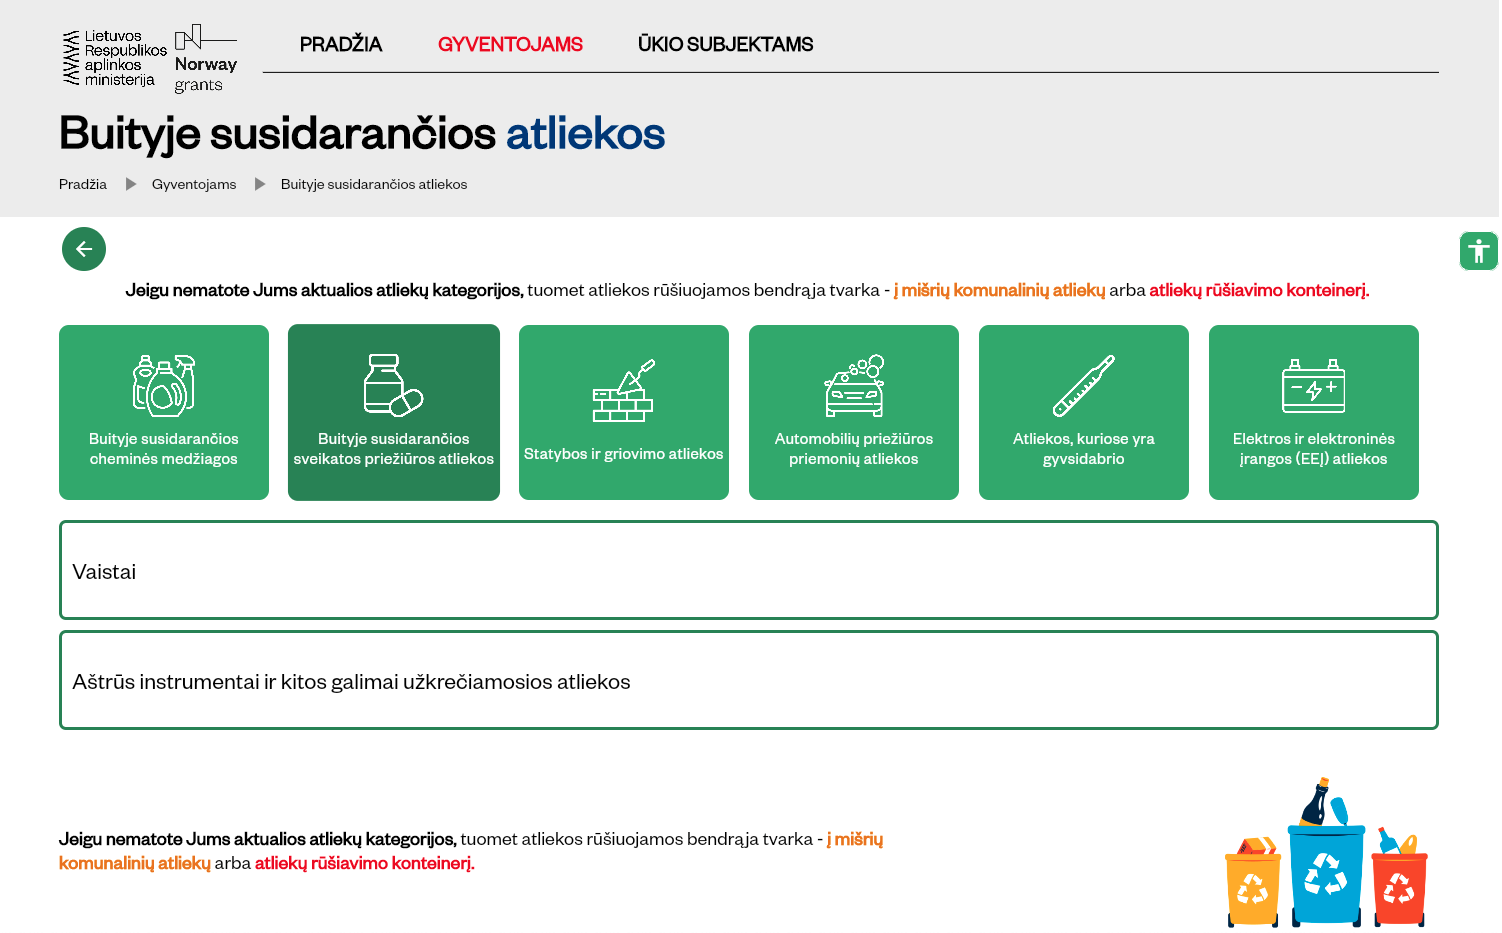 Lietuvos
Respublikos
aplinkos
ministerija
Norway
grants
PRADŽIA
GYVENTOJAMS
ŪKIO SUBJEKTAMS
Buityje susidarančios atliekos
Pradžia
Gyventojams
Buityje susidarančios atliekos
Jeigu nematote Jums aktualios atliekų kategorijos, tuomet atliekos rūšiuojamos bendrąja tvarka - į mišrių komunalinių atliekų arba atliekų rūšiavimo konteinerį.
Buityje susidarančios
cheminės medžiagos
Buityje susidarančios
sveikatos priežiūros atliekos
Statybos ir griovimo atliekos
Automobilių priežiūros
priemonių atliekos
Atliekos, kuriose yra
gyvsidabrio
Elektros ir elektroninės
įrangos (EEĮ) atliekos
Vaistai
Aštrūs instrumentai ir kitos galimai užkrečiamosios atliekos
Jeigu nematote Jums aktualios atliekų kategorijos, tuomet atliekos rūšiuojamos bendrąja tvarka - į mišrių
komunalinių atliekų arba atliekų rūšiavimo konteinerį.